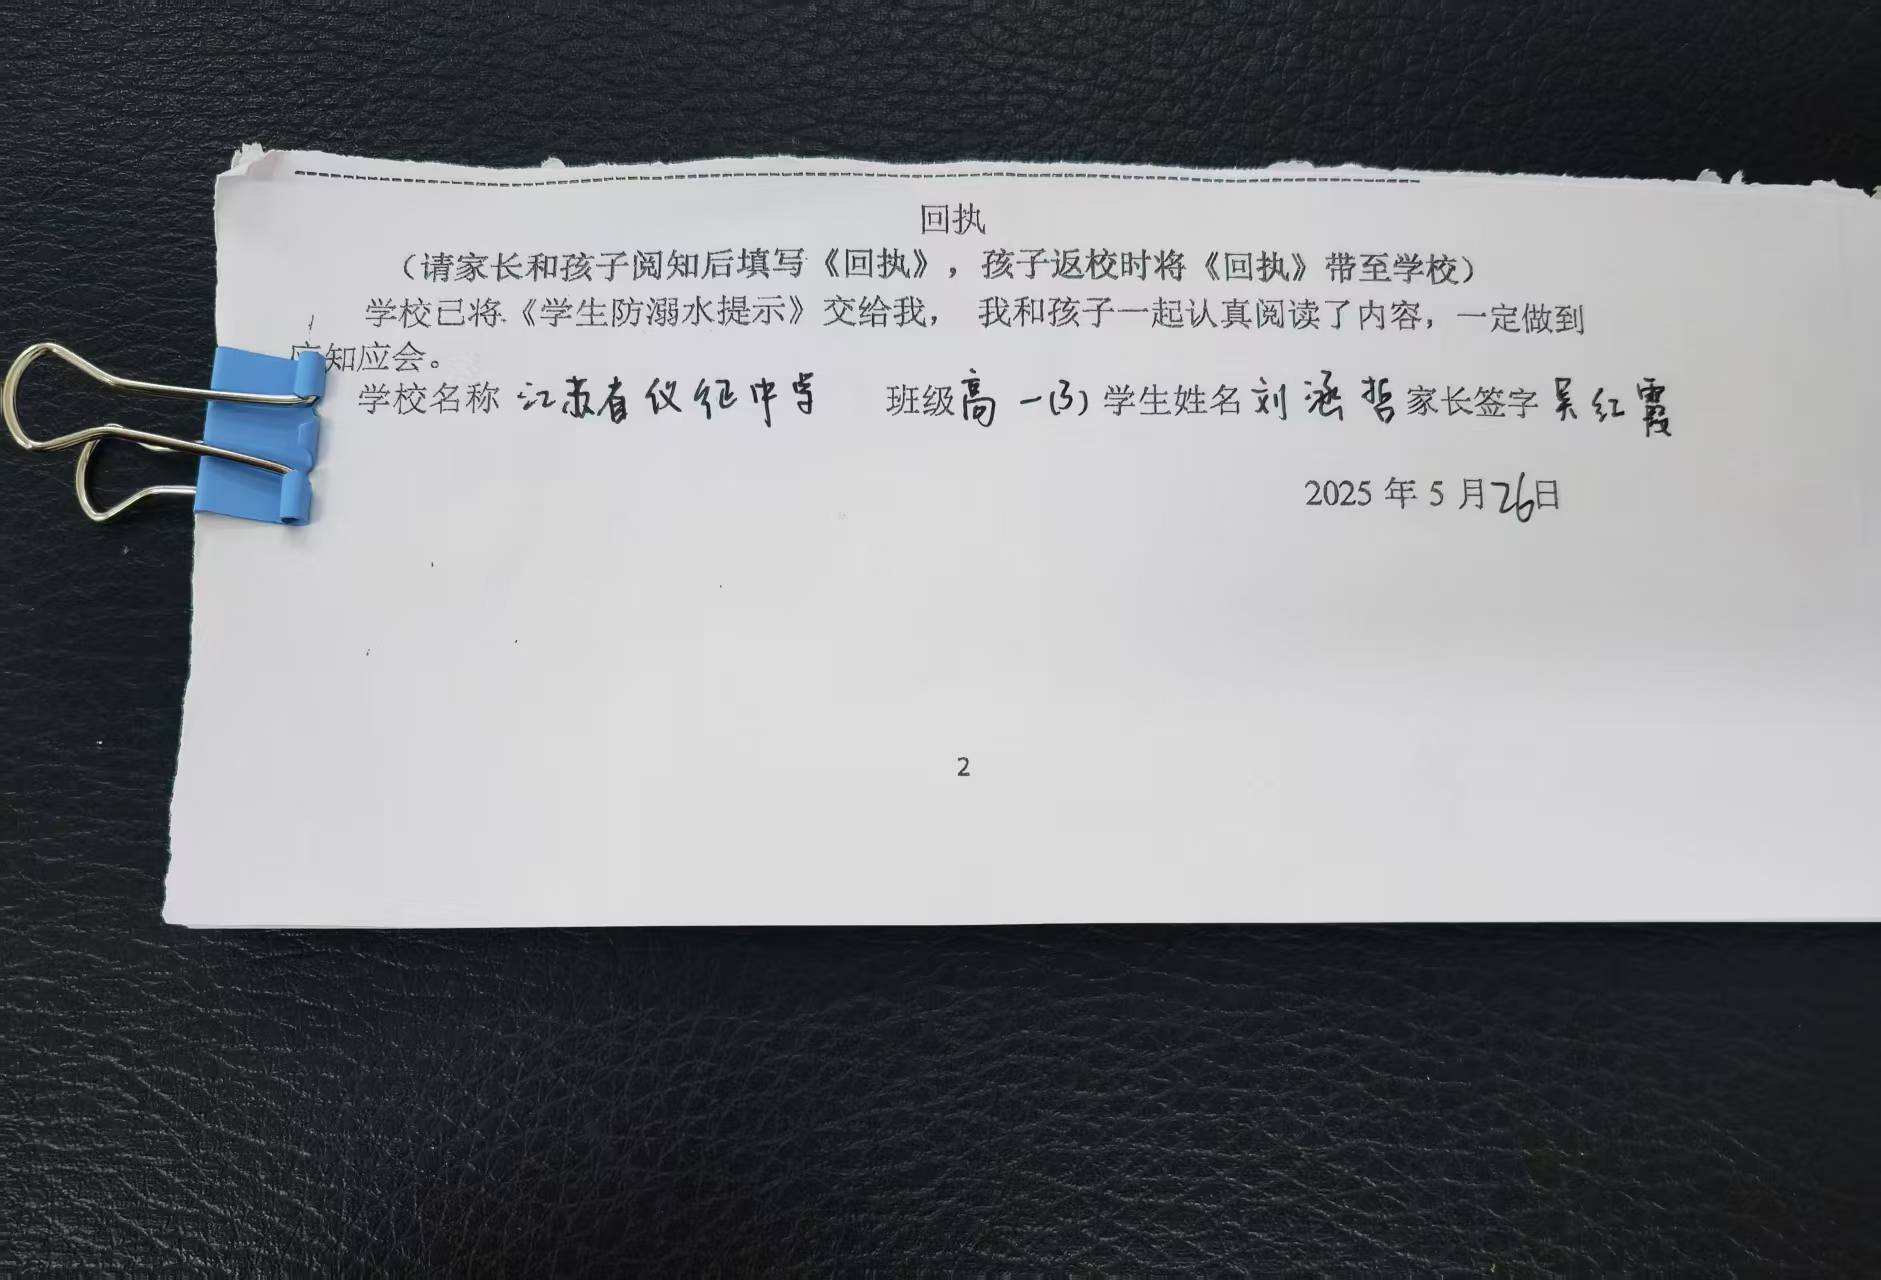 回执
（请家长和孩子阅知后填写《回执》，孩子返校时将《回执》带至学校）
学校已将《学生防溺水提示》交给我， 我和孩子一起认真阅读了内容，一定做到
应知应会。
学校名称 江苏省仪征中学 班级高一(3) 学生姓名 刘涵哲 家长签字 吴红霞
2025 年 5 月 26 日
2